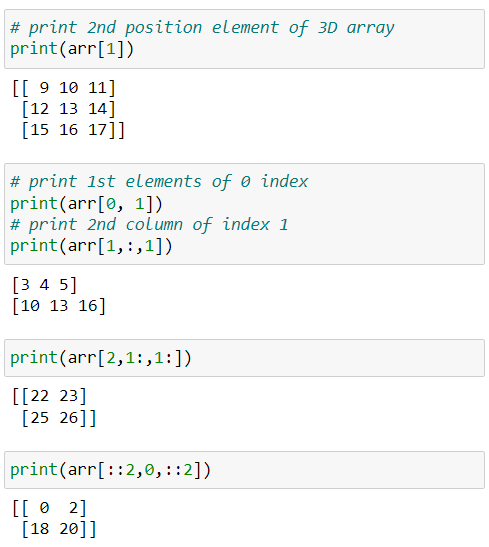 # print 2nd position element of 3D array
print(arr[1])
[[ 9 10 11]
 [12 13 14]
 [15 16 17]]
# print 1st elements of 0 index
print(arr[0, 1])
# print 2nd column of index 1
print(arr[1,:,1])
[3 4 5]
[10 13 16]
print(arr[2,1:,1:])
[[22 23]
 [25 26]]
print(arr[::2,0,::2])
[[ 0  2]
 [18 20]]